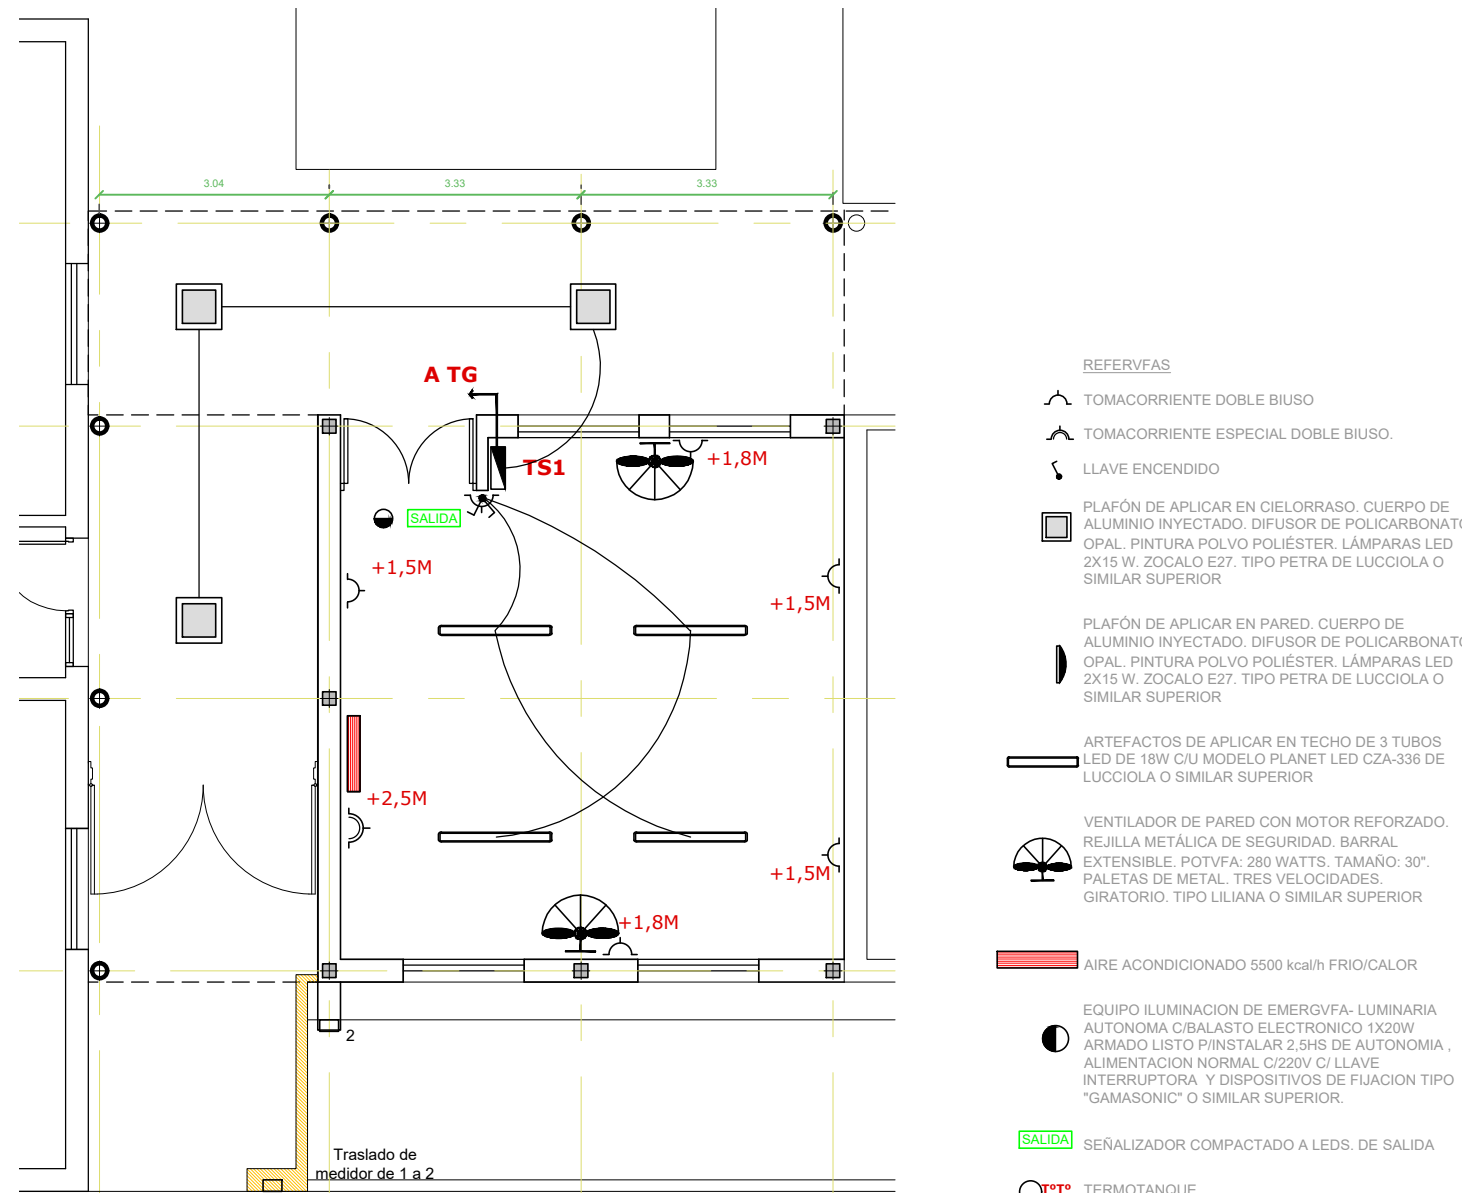 3.04
3.33
3.33
A TG
TS1
+1,8M
SALIDA
+1,5M
+1,5M
+2,5M
+1,5M
+1,8M
2
Traslado de
medidor de 1 a 2
REFERVFAS
TOMACORRIENTE DOBLE BIUSO
TOMACORRIENTE ESPECIAL DOBLE BIUSO.
LLAVE ENCENDIDO
PLAFÓN DE APLICAR EN CIELORRASO. CUERPO DE
ALUMINIO INYECTADO. DIFUSOR DE POLICARBONATO
OPAL. PINTURA POLVO POLIÉSTER. LÁMPARAS LED
2X15 W. ZOCALO E27. TIPO PETRA DE LUCCIOLA O
SIMILAR SUPERIOR
PLAFÓN DE APLICAR EN PARED. CUERPO DE
ALUMINIO INYECTADO. DIFUSOR DE POLICARBONATO
OPAL. PINTURA POLVO POLIÉSTER. LÁMPARAS LED
2X15 W. ZOCALO E27. TIPO PETRA DE LUCCIOLA O
SIMILAR SUPERIOR
ARTEFACTOS DE APLICAR EN TECHO DE 3 TUBOS
LED DE 18W C/U MODELO PLANET LED CZA-336 DE
LUCCIOLA O SIMILAR SUPERIOR
VENTILADOR DE PARED CON MOTOR REFORZADO.
REJILLA METÁLICA DE SEGURIDAD. BARRAL
EXTENSIBLE. POTVFA: 280 WATTS. TAMAÑO: 30".
PALETAS DE METAL. TRES VELOCIDADES.
GIRATORIO. TIPO LILIANA O SIMILAR SUPERIOR
AIRE ACONDICIONADO 5500 kcal/h FRIO/CALOR
EQUIPO ILUMINACION DE EMERGVFA- LUMINARIA
AUTONOMA C/BALASTO ELECTRONICO 1X20W
ARMADO LISTO P/INSTALAR 2,5HS DE AUTONOMIA ,
ALIMENTACION NORMAL C/220V C/ LLAVE
INTERRUPTORA Y DISPOSITIVOS DE FIJACION TIPO
"GAMASONIC" O SIMILAR SUPERIOR.
SALIDA SEÑALIZADOR COMPACTADO A LEDS. DE SALIDA
TºTº TERMOTANQUE